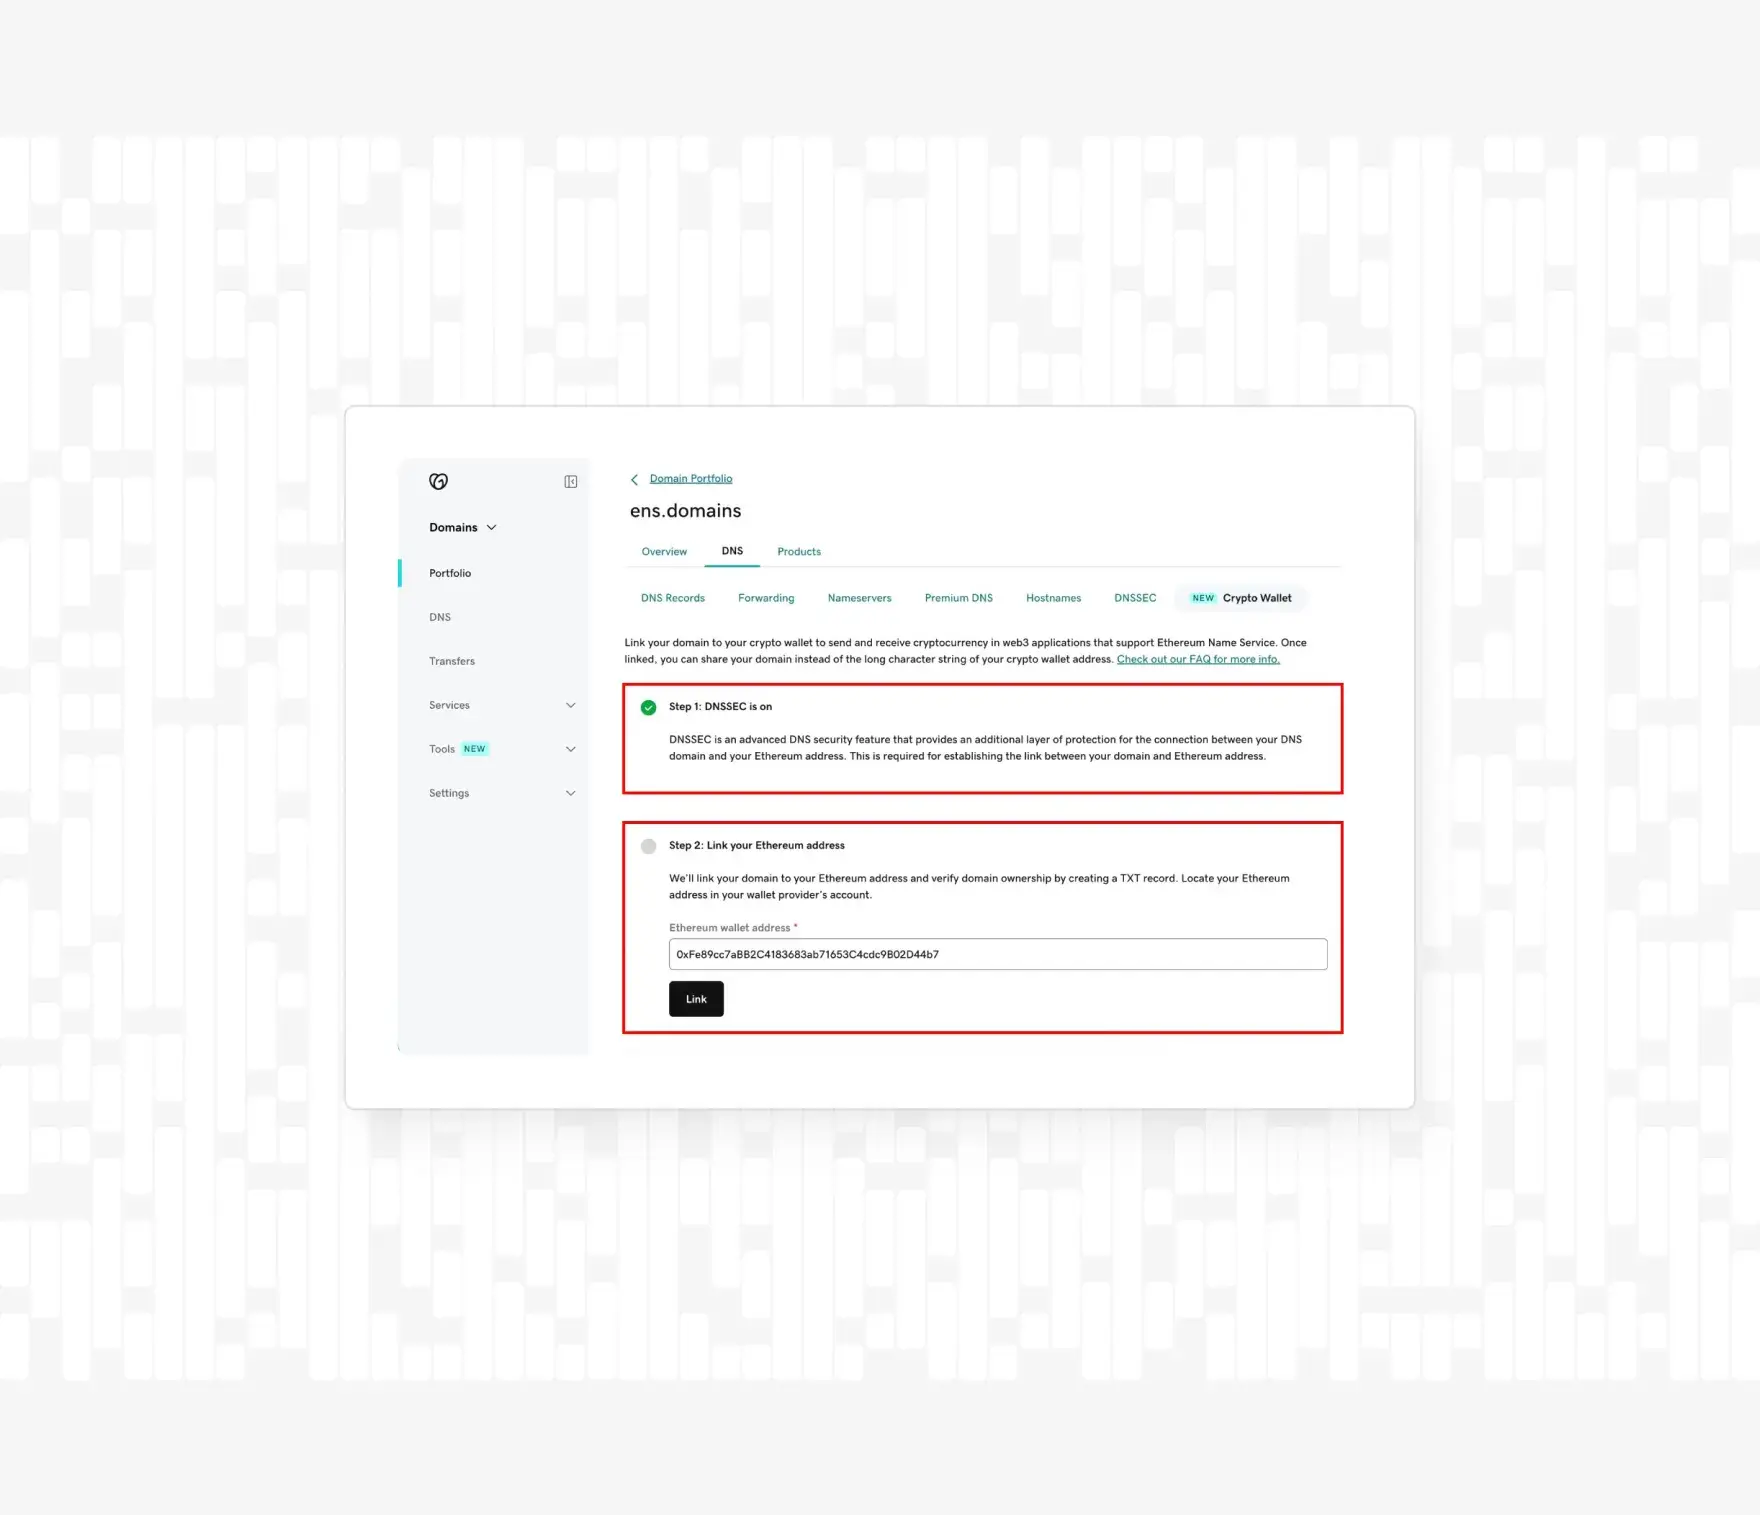 Domains
Portfolio
DNS
Transfers
Services
Tools NEW
Settings
Domain Portfolio
ens.domains
Overview DNS Products
DNS Records Forwarding Nameservers Premium DNS Hostnames DNSSEC NEW Crypto Wallet
Link your domain to your crypto wallet to send and receive cryptocurrency in web3 applications that support Ethereum Name Service. Once
linked, you can share your domain instead of the long character string of your crypto wallet address. Check out our FAQ for more info.
Step 1: DNSSEC is on
DNSSEC is an advanced DNS security feature that provides an additional layer of protection for the connection between your DNS
domain and your Ethereum address. This is required for establishing the link between your domain and Ethereum address.
Step 2: Link your Ethereum address
We'll link your domain to your Ethereum address and verify domain ownership by creating a TXT record. Locate your Ethereum
address in your wallet provider's account.
Ethereum wallet address *
0xFe89cc7aBB2C4183683ab71653C4cdc9B02D44b7
Link